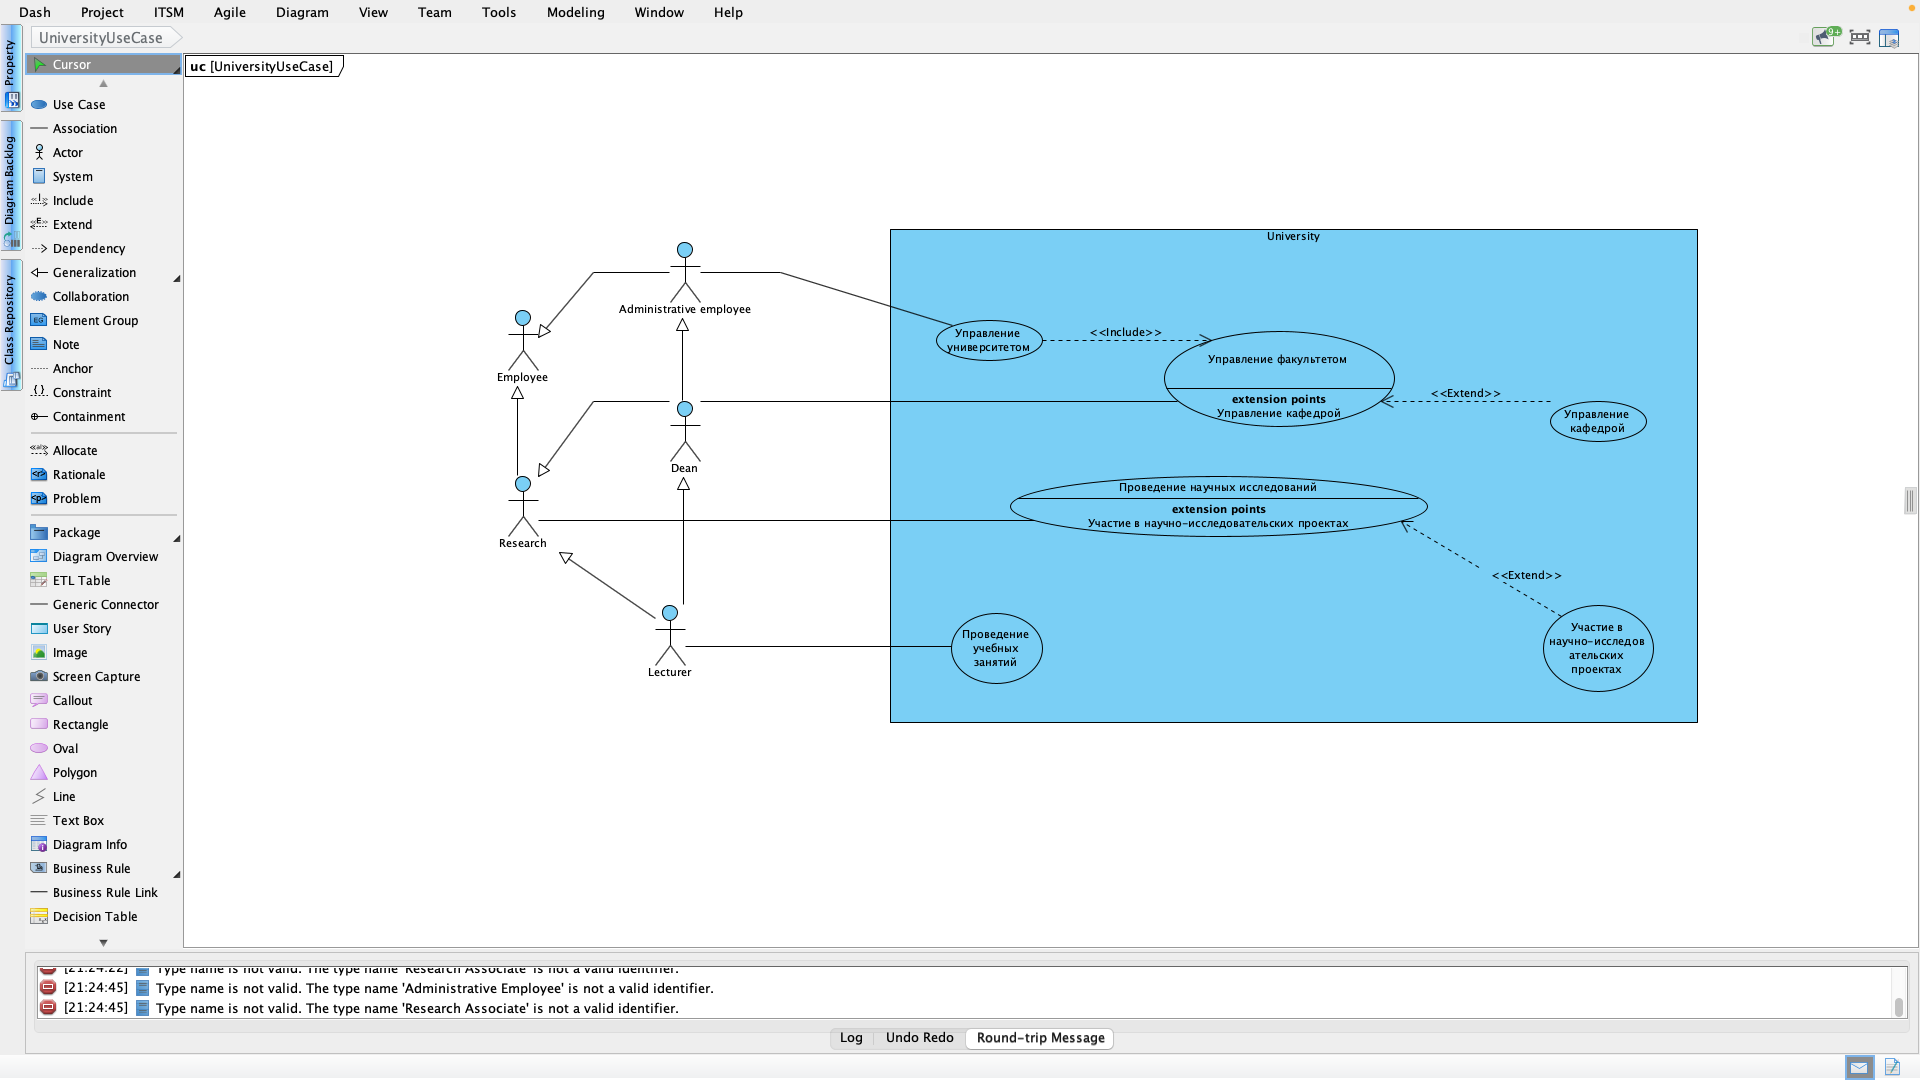 Dash
Project
ITSM
Agile
Diagram
View
Team
Tools
Modeling
Window
Help
UniversityUseCase
9+
Property
Diagram Backlog
Class Repository
Cursor
Use Case
Association
Actor
System
Include
Extend
Dependency
Generalization
Collaboration
Element Group
Note
Anchor
Constraint
Containment
Allocate
Rationale
Problem
Package
Diagram Overview
ETL Table
Generic Connector
User Story
Image
Screen Capture
Callout
Rectangle
Oval
Polygon
Line
Text Box
Diagram Info
Business Rule
Business Rule Link
Decision Table
uc [UniversityUseCase]
University
Administrative employee
Employee
Dean
Research
Lecturer
Управление
университетом
<<Include>>
Управление факультетом
extension points
Управление кафедрой
<<Extend>>
Управление
кафедрой
Проведение научных исследований
extension points
Участие в научно-исследовательских проектах
<<Extend>>
Проведение
учебных
занятий
Участие в
научно-исследов
ательских
проектах
[21:24:22] Type name is not valid. The type name 'Research Associate' is not a valid identifier.
[21:24:45] Type name is not valid. The type name 'Administrative Employee' is not a valid identifier.
[21:24:45] Type name is not valid. The type name 'Research Associate' is not a valid identifier.
Log
Undo Redo
Round-trip Message